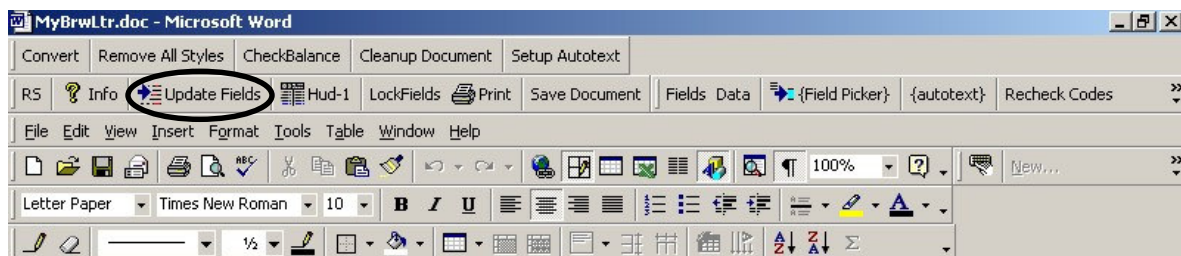 MyBrwLtr.doc - Microsoft Word
Convert Remove All Styles CheckBalance Cleanup Document Setup Autotext
RS Info Update Fields Hud-1 LockFields Print Save Document Fields Data {Field Picker} {autotext} Recheck Codes
File Edit View Insert Format Tools Table Window Help
ABC 100% New...
Letter Paper Times New Roman 10 B I U A
½ A Z Z A Σ